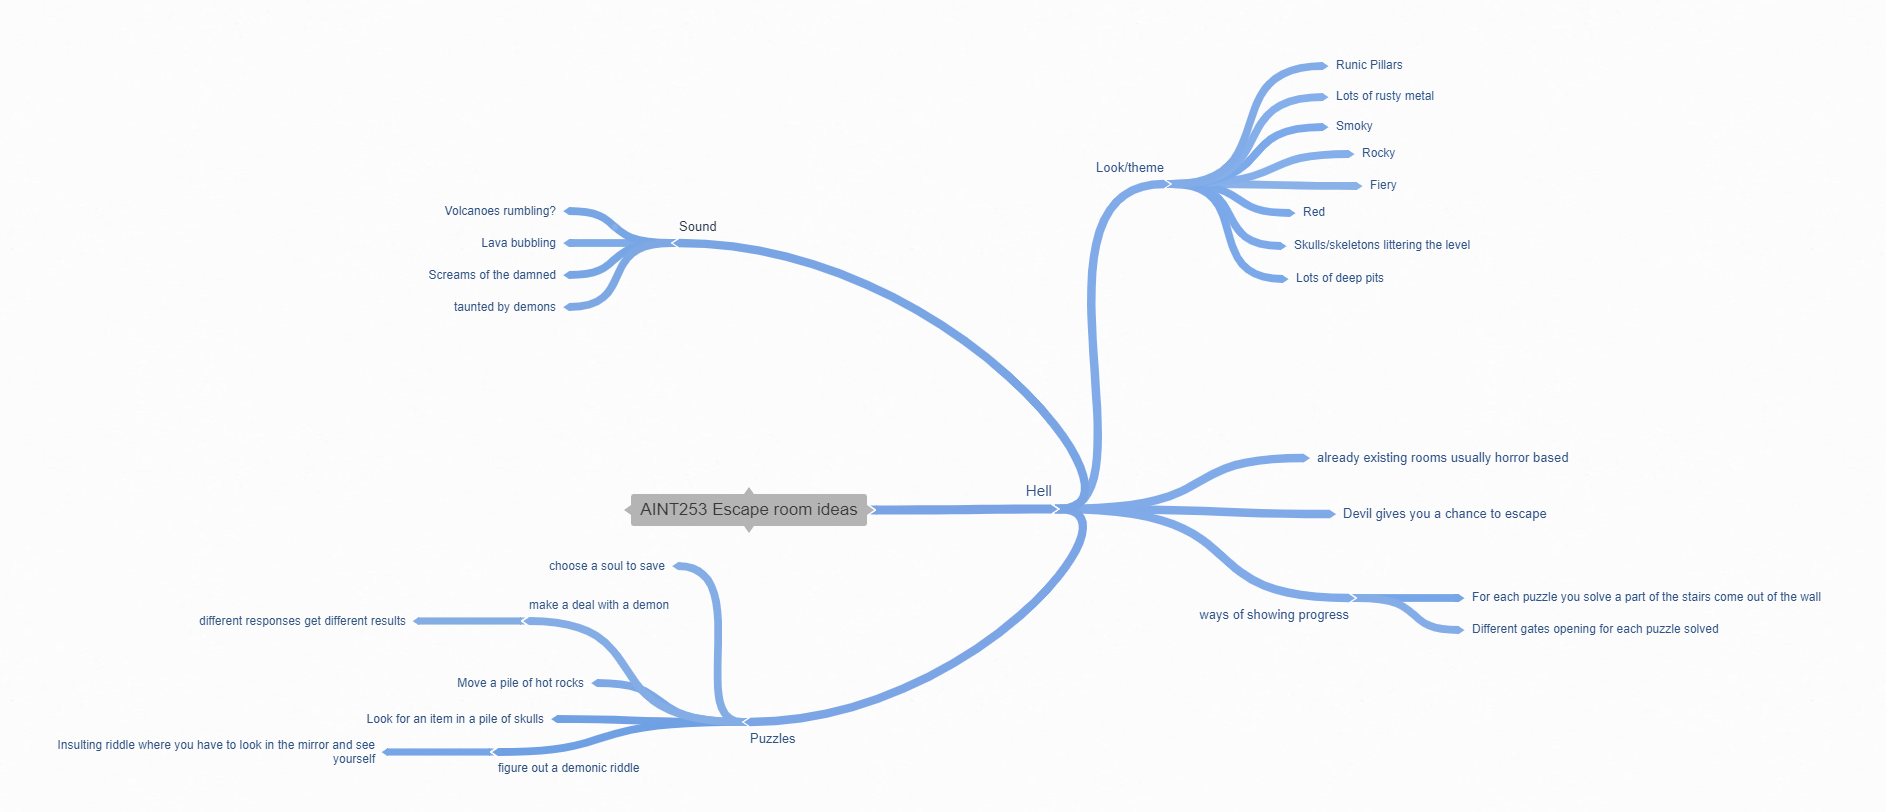 AINT253 Escape room ideas
Hell
Look/theme
Runic Pillars
Lots of rusty metal
Smoky
Rocky
Fiery
Red
Skulls/skeletons littering the level
Lots of deep pits
already existing rooms usually horror based
Devil gives you a chance to escape
ways of showing progress
For each puzzle you solve a part of the stairs come out of the wall
Different gates opening for each puzzle solved
Sound
Volcanoes rumbling?
Lava bubbling
Screams of the damned
taunted by demons
Puzzles
choose a soul to save
make a deal with a demon
different responses get different results
Move a pile of hot rocks
Look for an item in a pile of skulls
figure out a demonic riddle
Insulting riddle where you have to look in the mirror and see
yourself